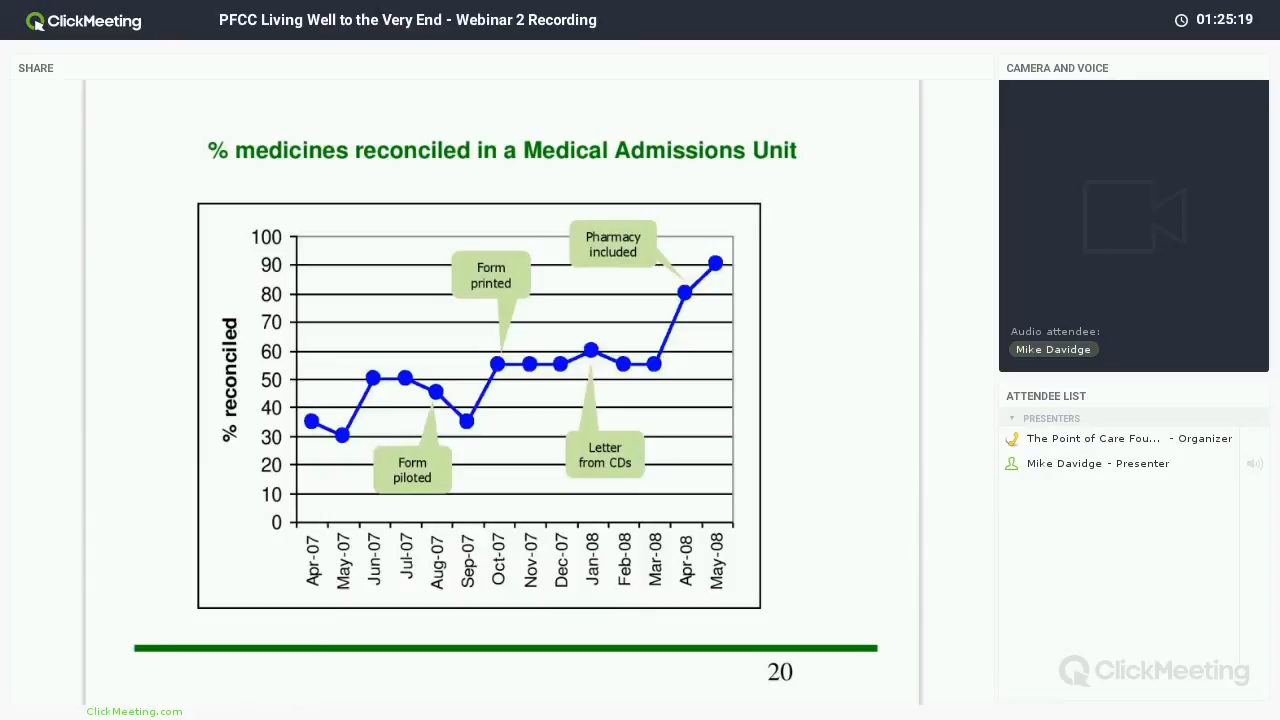 ClickMeeting
PFCC Living Well to the Very End - Webinar 2 Recording
01:25:19
SHARE
% medicines reconciled in a Medical Admissions Unit
% reconciled
100
90
80
70
60
50
40
30
20
10
0
Form
printed
Pharmacy
included
Form
piloted
Letter
from CDs
Apr-07
May-07
Jun-07
Jul-07
Aug-07
Sep-07
Oct-07
Nov-07
Dec-07
Jan-08
Feb-08
Mar-08
Apr-08
May-08
20
ClickMeeting.com
CAMERA AND VOICE
Audio attendee:
Mike Davidge
ATTENDEE LIST
PRESENTERS
The Point of Care Fou... - Organizer
Mike Davidge - Presenter
ClickMeeting